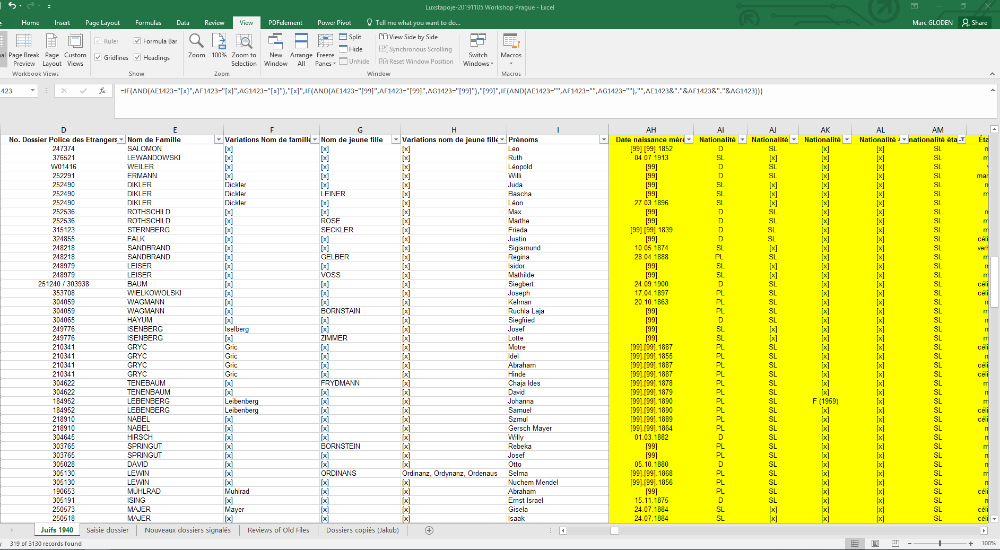 Luxstapoje-20191105 Workshop Prague - Excel
Home Insert Page Layout Formulas Data Review View PDFelement Power Pivot Tell me what you want to do... Marc GLODEN Share
Page Break Preview Page Layout Custom Views Ruler Formula Bar Gridlines Headings Zoom 100% Zoom to Selection New Window Arrange All Freeze Panes Split Hide Unhide View Side by Side Synchronous Scrolling Reset Window Position Switch Windows Macros
Workbook Views Show Zoom Window Macros
=IF(AND(AE1423="[x]",AF1423="[x]",AG1423="[x]"),"[x]",IF(AND(AE1423="[99]",AF1423="[99]",AG1423="[99]"),"[99]",IF(AND(AE1423="",AF1423="",AG1423=""),"",AE1423&"."&AF1423&"."&AG1423)))
D E F G H I AH AI AJ AK AL AM
No. Dossier Police des Etrangers Nom de Famille Variations Nom de famille Nom de jeune fille Variations nom de jeune fille Prénoms Date naissance mère Nationalité Nationalité Nationalité Nationalité
247374 SALOMON [x] [x] [x] Leo [99].[99].1852 D SL [x] [x] SL
376521 LEWANDOWSKI [x] [x] [x] Ruth 04.07.1913 SL [x] [x] [x] SL
W01416 WEILER [x] [x] [x] Léopold [99] D SL [x] [x] SL
252291 ERMANN [x] [x] [x] Willi [99] D SL [x] [x] SL mar
252490 DIKLER Dickler [x] [x] Juda [99] SL [x] [x] [x] SL
252490 DIKLER Dickler LEINER [x] Bascha [99] SL [x] [x] [x] SL
252490 DIKLER Dickler [x] [x] Léon 27.03.1896 SL [x] [x] [x] SL
252536 ROTHSCHILD [x] [x] [x] Max [99] D SL [x] [x] SL
252536 ROTHSCHILD [x] ROSE [x] Marthe [99] D SL [x] [x] SL
315123 STERNBERG [x] SECKLER [x] Frieda [99].[99].1839 D SL [x] [x] SL
324855 FALK [x] [x] [x] Justin [99] D SL [x] [x] SL céli
248218 SANDBRAND [x] [x] [x] Sigismund 10.05.1874 SL [x] [x] [x] SL
248218 SANDBRAND [x] GELBER [x] Regina 28.04.1888 PL SL [x] [x] SL
248979 LEISER [x] [x] [x] Isidor [99] SL [x] [x] [x] SL
248979 LEISER [x] VOSS [x] Mathilde [99] SL [x] [x] [x] SL
251240 / 303938 BAUM [x] [x] [x] Siegbert 24.09.1900 D SL [x] [x] SL céli
353708 WIELKOWOLSKI [x] [x] [x] Joseph 17.04.1897 PL SL [x] [x] SL céli
304059 WAGMANN [x] [x] [x] Kelman 20.10.1863 PL SL [x] [x] SL
304059 WAGMANN [x] BORNSTAIN [x] Ruchla Laja [99] PL SL [x] [x] SL
304065 HAYUM [x] [x] [x] Siegfried [99] D SL [x] [x] SL
249776 ISENBERG Iselberg [x] [x] Josef [99] SL [x] [x] [x] SL
249776 ISENBERG [x] ZIMMER [x] Lotte [99] SL [x] [x] [x] SL
210341 GRYC Gric [x] [x] Motre [99].[99].1887 PL SL [x] [x] SL céli
210341 GRYC Gric [x] [x] Idel [99].[99].1855 PL SL [x] [x] SL
210341 GRYC Gric [x] [x] Abraham [99].[99].1887 PL SL [x] [x] SL céli
210341 GRYC Gric [x] [x] Hinde [99].[99].1887 PL SL [x] [x] SL céli
304622 TENEBAUM [x] FRYDMANN [x] Chaja Ides [99].[99].1878 PL SL [x] [x] SL
304622 TENENBAUM [x] [x] [x] David [99].[99].1879 PL SL [x] [x] SL
184952 LEBENBERG Leibenberg [x] [x] Johanna [99].[99].1890 PL SL F (1959) [x] SL
184952 LEBENBERG Leibenberg [x] [x] Samuel [99].[99].1890 PL SL [x] [x] SL céli
218910 NABEL [x] [x] [x] Szmul [99].[99].1889 PL SL [x] [x] SL céli
218910 NABEL [x] [x] [x] Gersch Mayer [99].[99].1864 PL SL [x] [x] SL
304645 HIRSCH [x] [x] [x] Willy 01.03.1882 D SL [x] [x] SL
303765 SPRINGUT [x] BORNSTEIN [x] Rebeka [99] PL SL [x] [x] SL
303765 SPRINGUT [x] [x] [x] Josef [99] PL SL [x] [x] SL
305028 DAVID [x] [x] [x] Otto 05.10.1880 D SL [x] [x] SL
305130 LEWIN [x] ORDINANS Ordinanz, Ordynanz, Ordenaus Selma [99].[99].1868 PL SL [x] [x] SL
305130 LEWIN [x] [x] [x] Nuchem Mendel [99].[99].1856 PL SL [x] [x] SL
190653 MÜHLRAD Muhlrad [x] [x] Abraham [99] PL SL [x] [x] SL céli
305191 ISING [x] [x] [x] Ernst Israel 15.11.1875 D SL [x] [x] SL
250573 MAJER Mayer [x] [x] Gisela 24.07.1884 SL [x] [x] [x] SL céli
250518 MAJER [x] [x] [x] Isaak 24.07.1884 SL [x] [x] [x] SL céli
Juifs 1940 Saisie dossier Nouveaux dossiers signalés Reviews of Old Files Dossiers copiés (Jakub)
319 of 3130 records found 100%